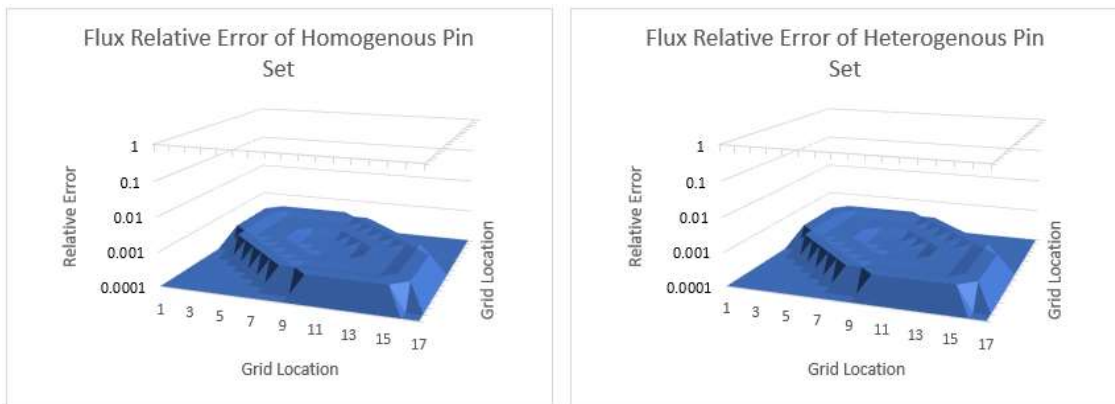 Flux Relative Error of Homogenous Pin
Set
Relative Error
1
0.1
0.01
0.001
0.0001
1 3 5 7 9 11 13 15 17
Grid Location
Grid Location
Flux Relative Error of Heterogenous Pin
Set
Relative Error
1
0.1
0.01
0.001
0.0001
1 3 5 7 9 11 13 15 17
Grid Location
Grid Location